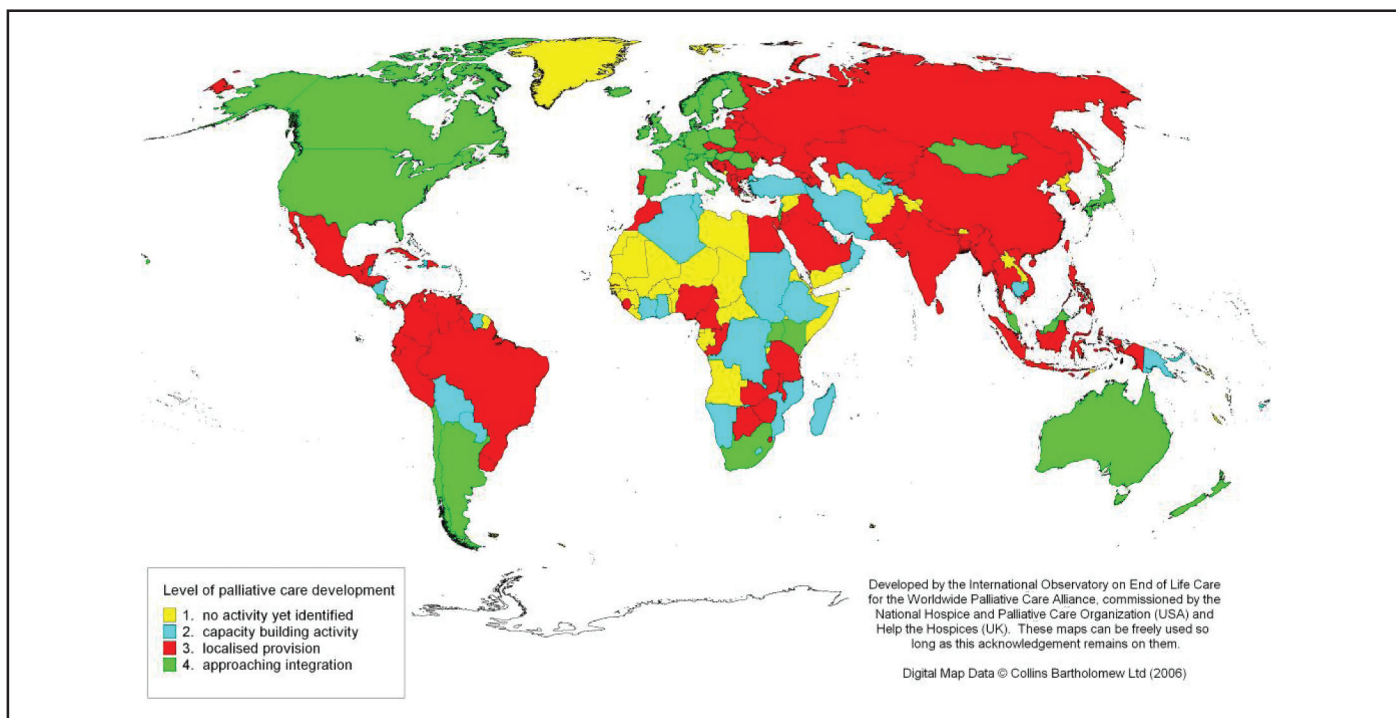 Level of palliative care development
1. no activity yet identified
2. capacity building activity
3. localised provision
4. approaching integration
Developed by the International Observatory on End of Life Care
for the Worldwide Palliative Care Alliance, commissioned by the
National Hospice and Palliative Care Organization (USA) and
Help the Hospices (UK). These maps can be freely used so
long as this acknowledgement remains on them.
Digital Map Data © Collins Bartholomew Ltd (2006)